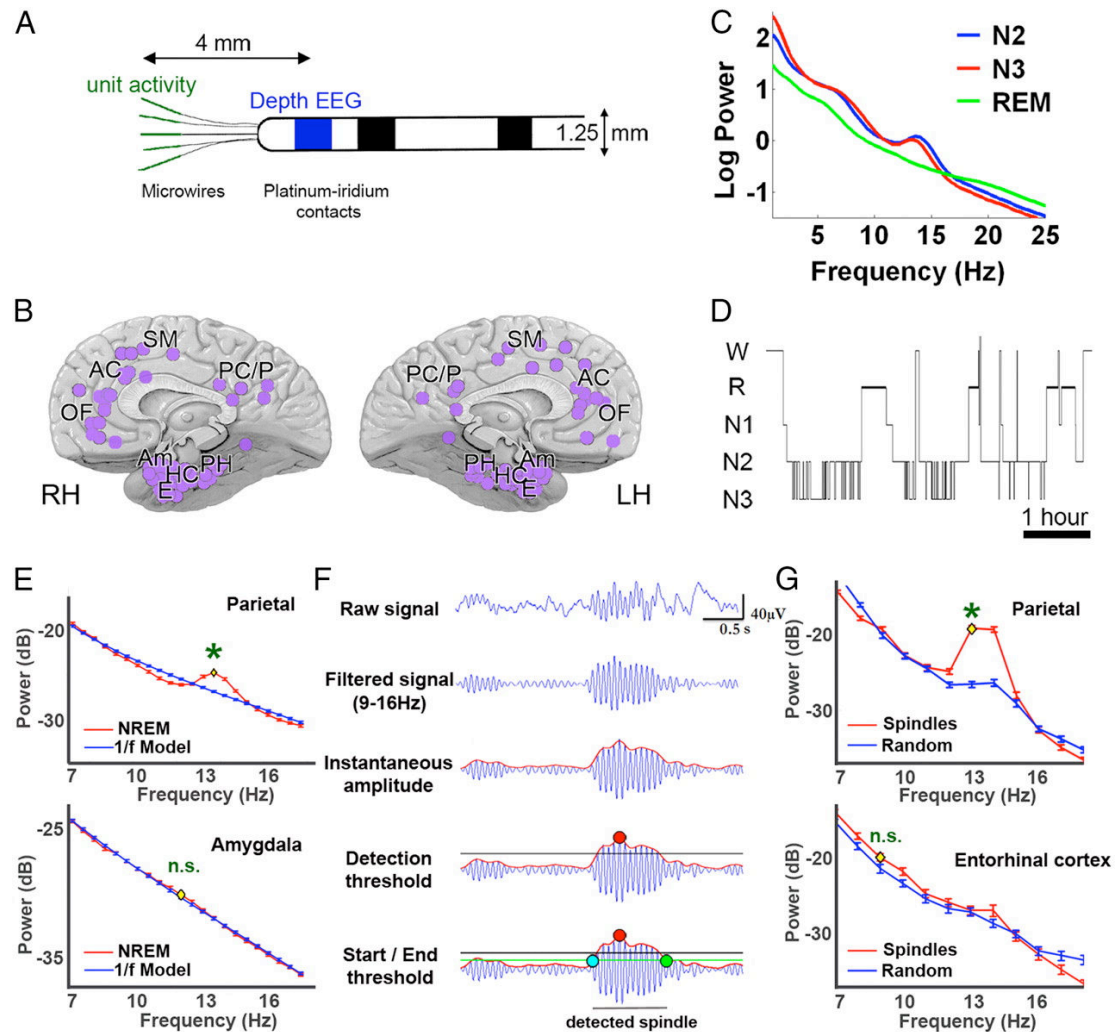 A
4 mm
unit activity
Depth EEG
1.25 mm
Microwires
Platinum-iridium
contacts
C
2
1
0
-1
Log Power
N2
N3
REM
5 10 15 20 25
Frequency (Hz)
B
SM
AC
PC/P
OF
Am
HC
PH
E
RH
SM
PC/P
AC
OF
PH
HC
Am
E
LH
D
W
R
N1
N2
N3
1 hour
E
Parietal
-20
-30
Power (dB)
*
NREM
1/f Model
7 10 13 16
Frequency (Hz)
Amygdala
-25
-35
Power (dB)
n.s.
NREM
1/f Model
7 10 13 16
Frequency (Hz)
F
Raw signal
40µV
0.5 s
Filtered signal
(9-16Hz)
Instantaneous
amplitude
Detection
threshold
Start / End
threshold
detected spindle
G
Parietal
-20
-30
Power (dB)
*
Spindles
Random
7 10 13 16
Frequency (Hz)
n.s.
Entorhinal cortex
-20
-30
Power (dB)
Spindles
Random
7 10 13 16
Frequency (Hz)